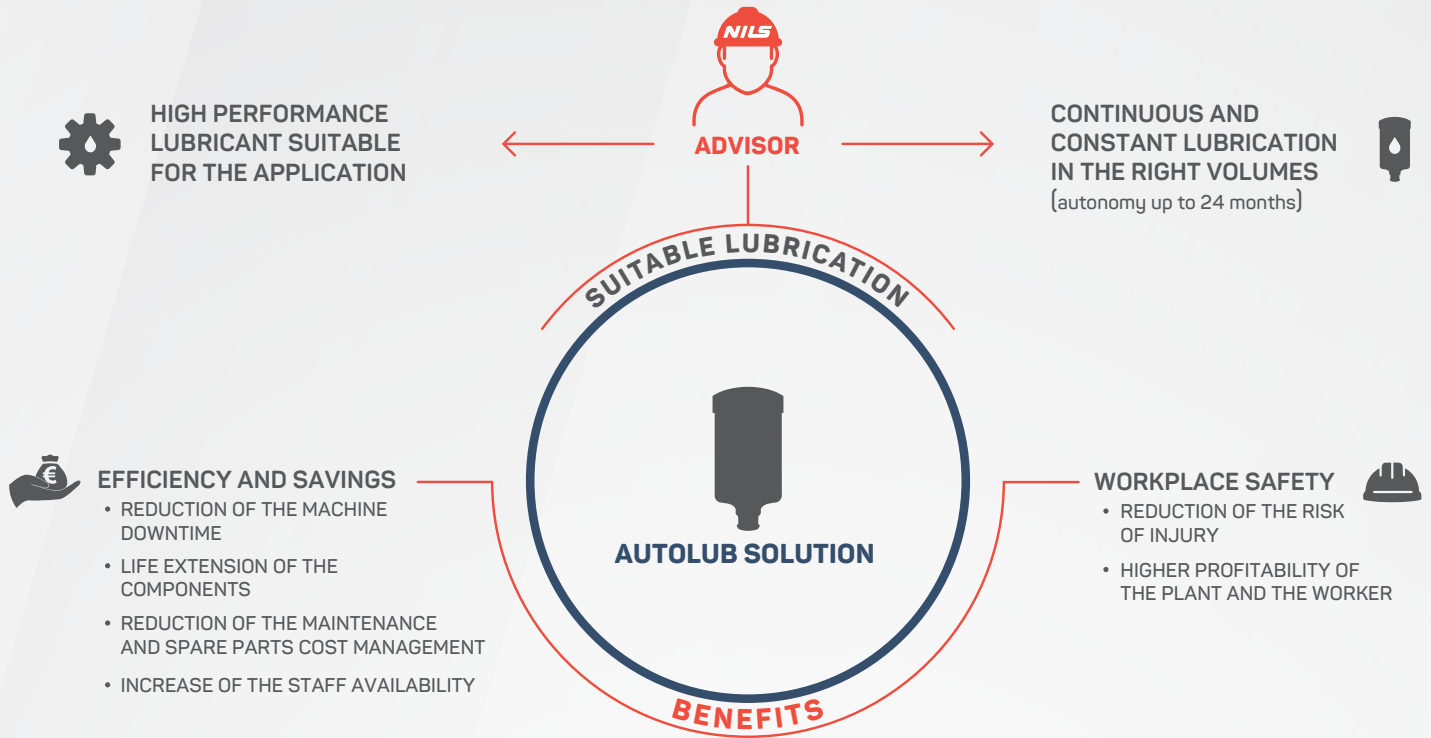 NILS
ADVISOR
HIGH PERFORMANCE
LUBRICANT SUITABLE
FOR THE APPLICATION
CONTINUOUS AND
CONSTANT LUBRICATION
IN THE RIGHT VOLUMES
(autonomy up to 24 months)
SUITABLE LUBRICATION
AUTOLUB SOLUTION
€
EFFICIENCY AND SAVINGS
• REDUCTION OF THE MACHINE
DOWNTIME
• LIFE EXTENSION OF THE
COMPONENTS
• REDUCTION OF THE MAINTENANCE
AND SPARE PARTS COST MANAGEMENT
• INCREASE OF THE STAFF AVAILABILITY
WORKPLACE SAFETY
• REDUCTION OF THE RISK
OF INJURY
• HIGHER PROFITABILITY OF
THE PLANT AND THE WORKER
BENEFITS